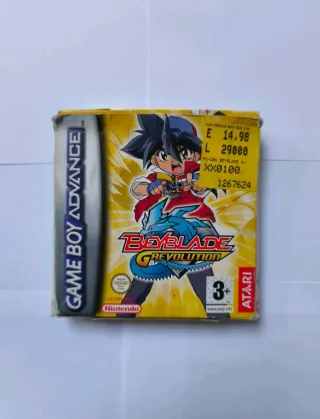 GAME BOY ADVANCE
E 14,98
L 29000
XX0100
1267624
BEYBLADE
G REVOLUTION
Nintendo
3+
ATARI